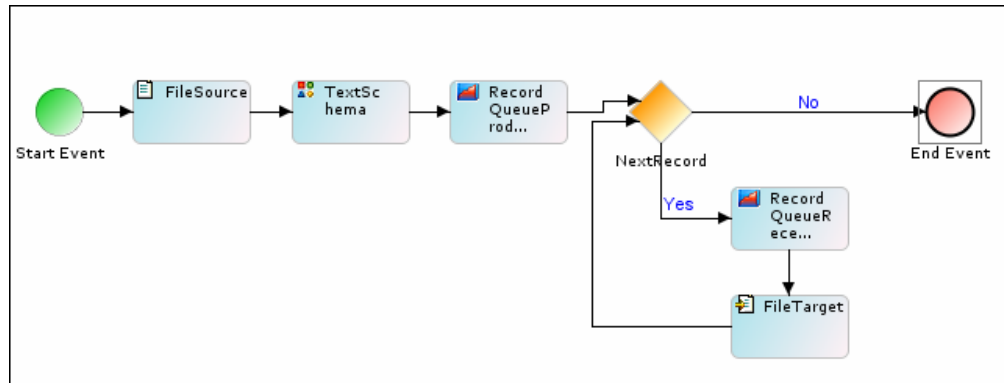 Start Event
FileSource
TextSc
hema
Record
QueueP
rod...
NextRecord
No
End Event
Yes
Record
QueueR
ece...
FileTarget